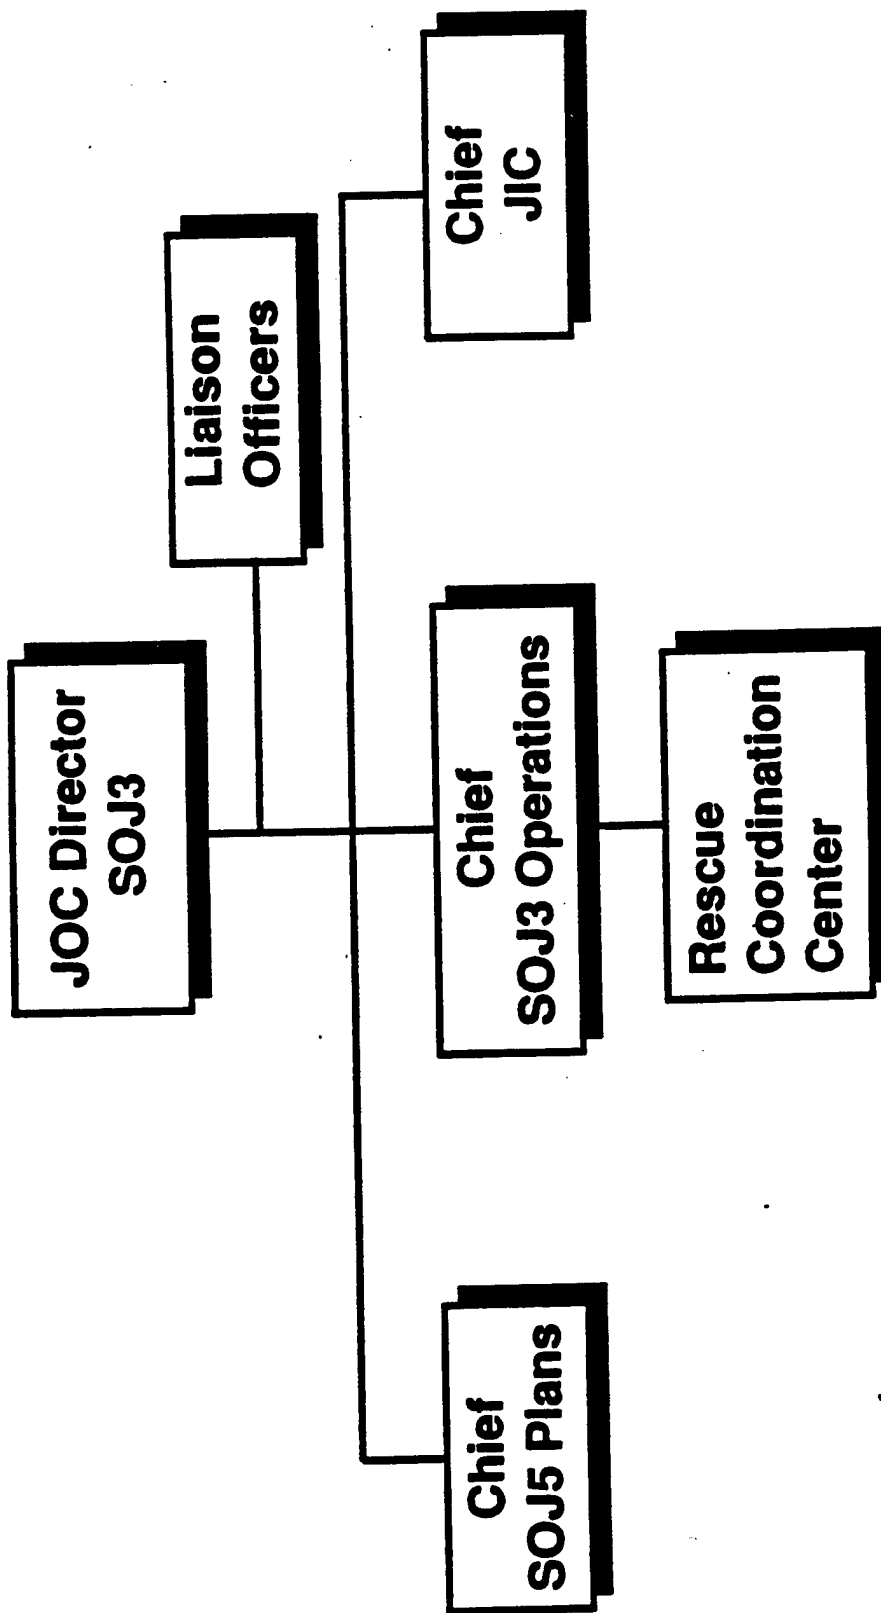 JOC Director
SOJ3
Liaison
Officers
Chief
SOJ5 Plans
Chief
SOJ3 Operations
Chief
JIC
Rescue
Coordination
Center